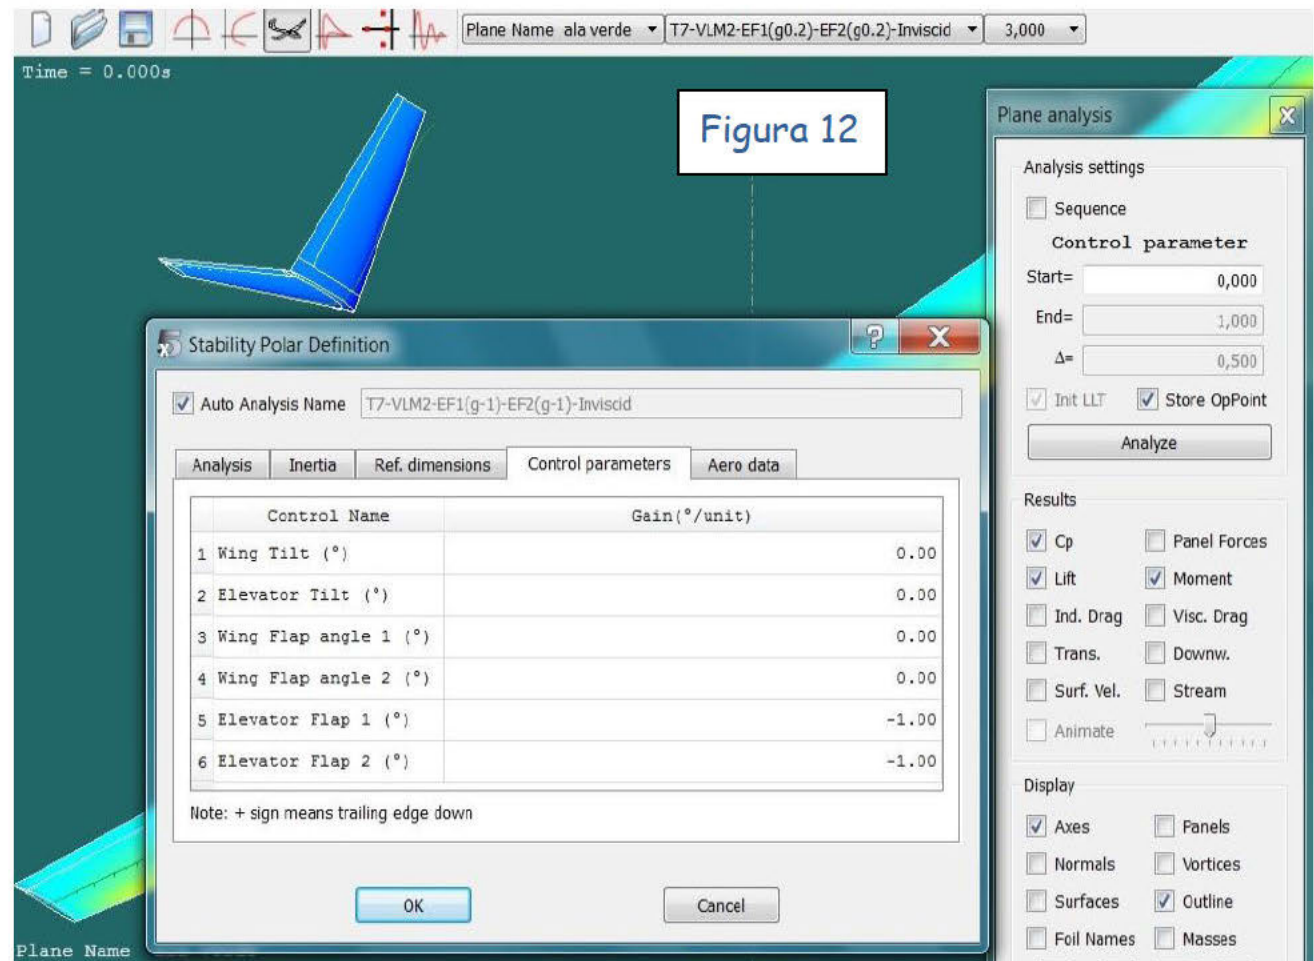 Plane Name ala verde T7-VLM2-EF1(g0.2)-EF2(g0.2)-Inviscid 3,000
Time = 0.000s
Figura 12
Plane analysis
Analysis settings
Sequence
Control parameter
Start= 0,000
End= 1,000
Δ= 0,500
Init LLT Store OpPoint
Analyze
Results
Cp Panel Forces
Lift Moment
Ind. Drag Visc. Drag
Trans. Downw.
Surf. Vel. Stream
Animate
Display
Axes Panels
Normals Vortices
Surfaces Outline
Foil Names Masses
x5 Stability Polar Definition
Auto Analysis Name T7-VLM2-EF1(g-1)-EF2(g-1)-Inviscid
Analysis Inertia Ref. dimensions Control parameters Aero data
Control Name Gain(°/unit)
1 Wing Tilt (°) 0.00
2 Elevator Tilt (°) 0.00
3 Wing Flap angle 1 (°) 0.00
4 Wing Flap angle 2 (°) 0.00
5 Elevator Flap 1 (°) -1.00
6 Elevator Flap 2 (°) -1.00
Note: + sign means trailing edge down
OK Cancel
Plane Name